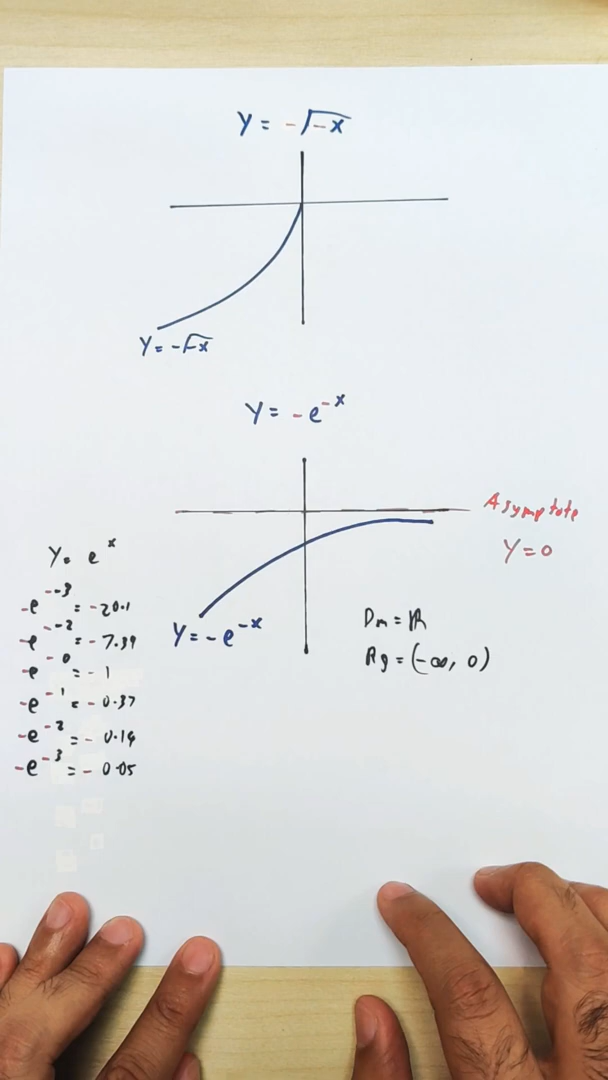 Y = -√-x
Y = -√-x
Y = -e^-x
Asymptote
Y = 0
Y = e^x
-e^--3 = -20.1
-e^--2 = -7.39
-e^-0 = -1
-e^-1 = -0.37
-e^-2 = -0.14
-e^-3 = -0.05
Y = -e^-x
Dm = ℝ
Rg = (-∞, 0)